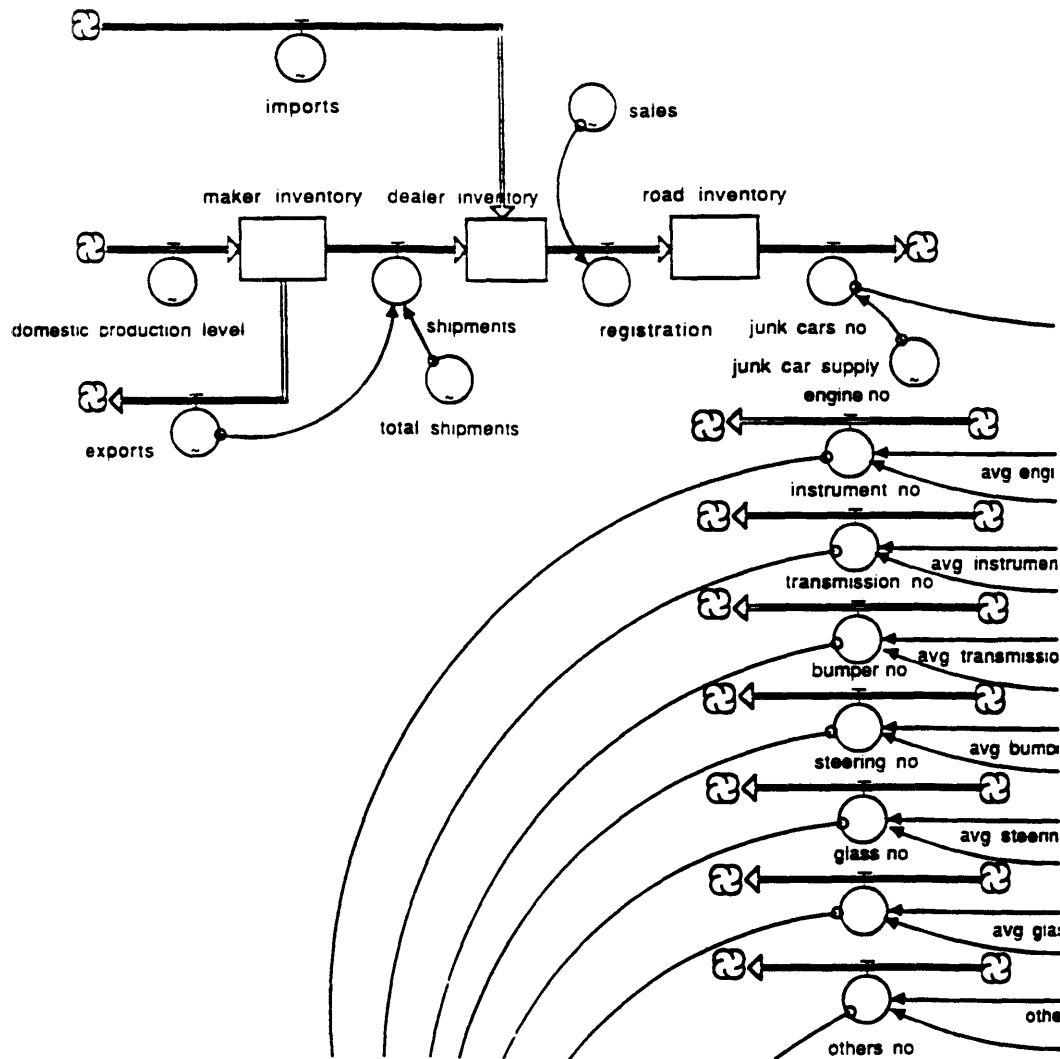 imports
sales
maker inventory
dealer inventory
road inventory
domestic production level
shipments
registration
junk cars no
junk car supply
exports
total shipments
engine no
avg engi
instrument no
avg instrumen
transmission no
avg transmissio
bumper no
avg bump
steering no
avg steerin
glass no
avg glas
othe
others no